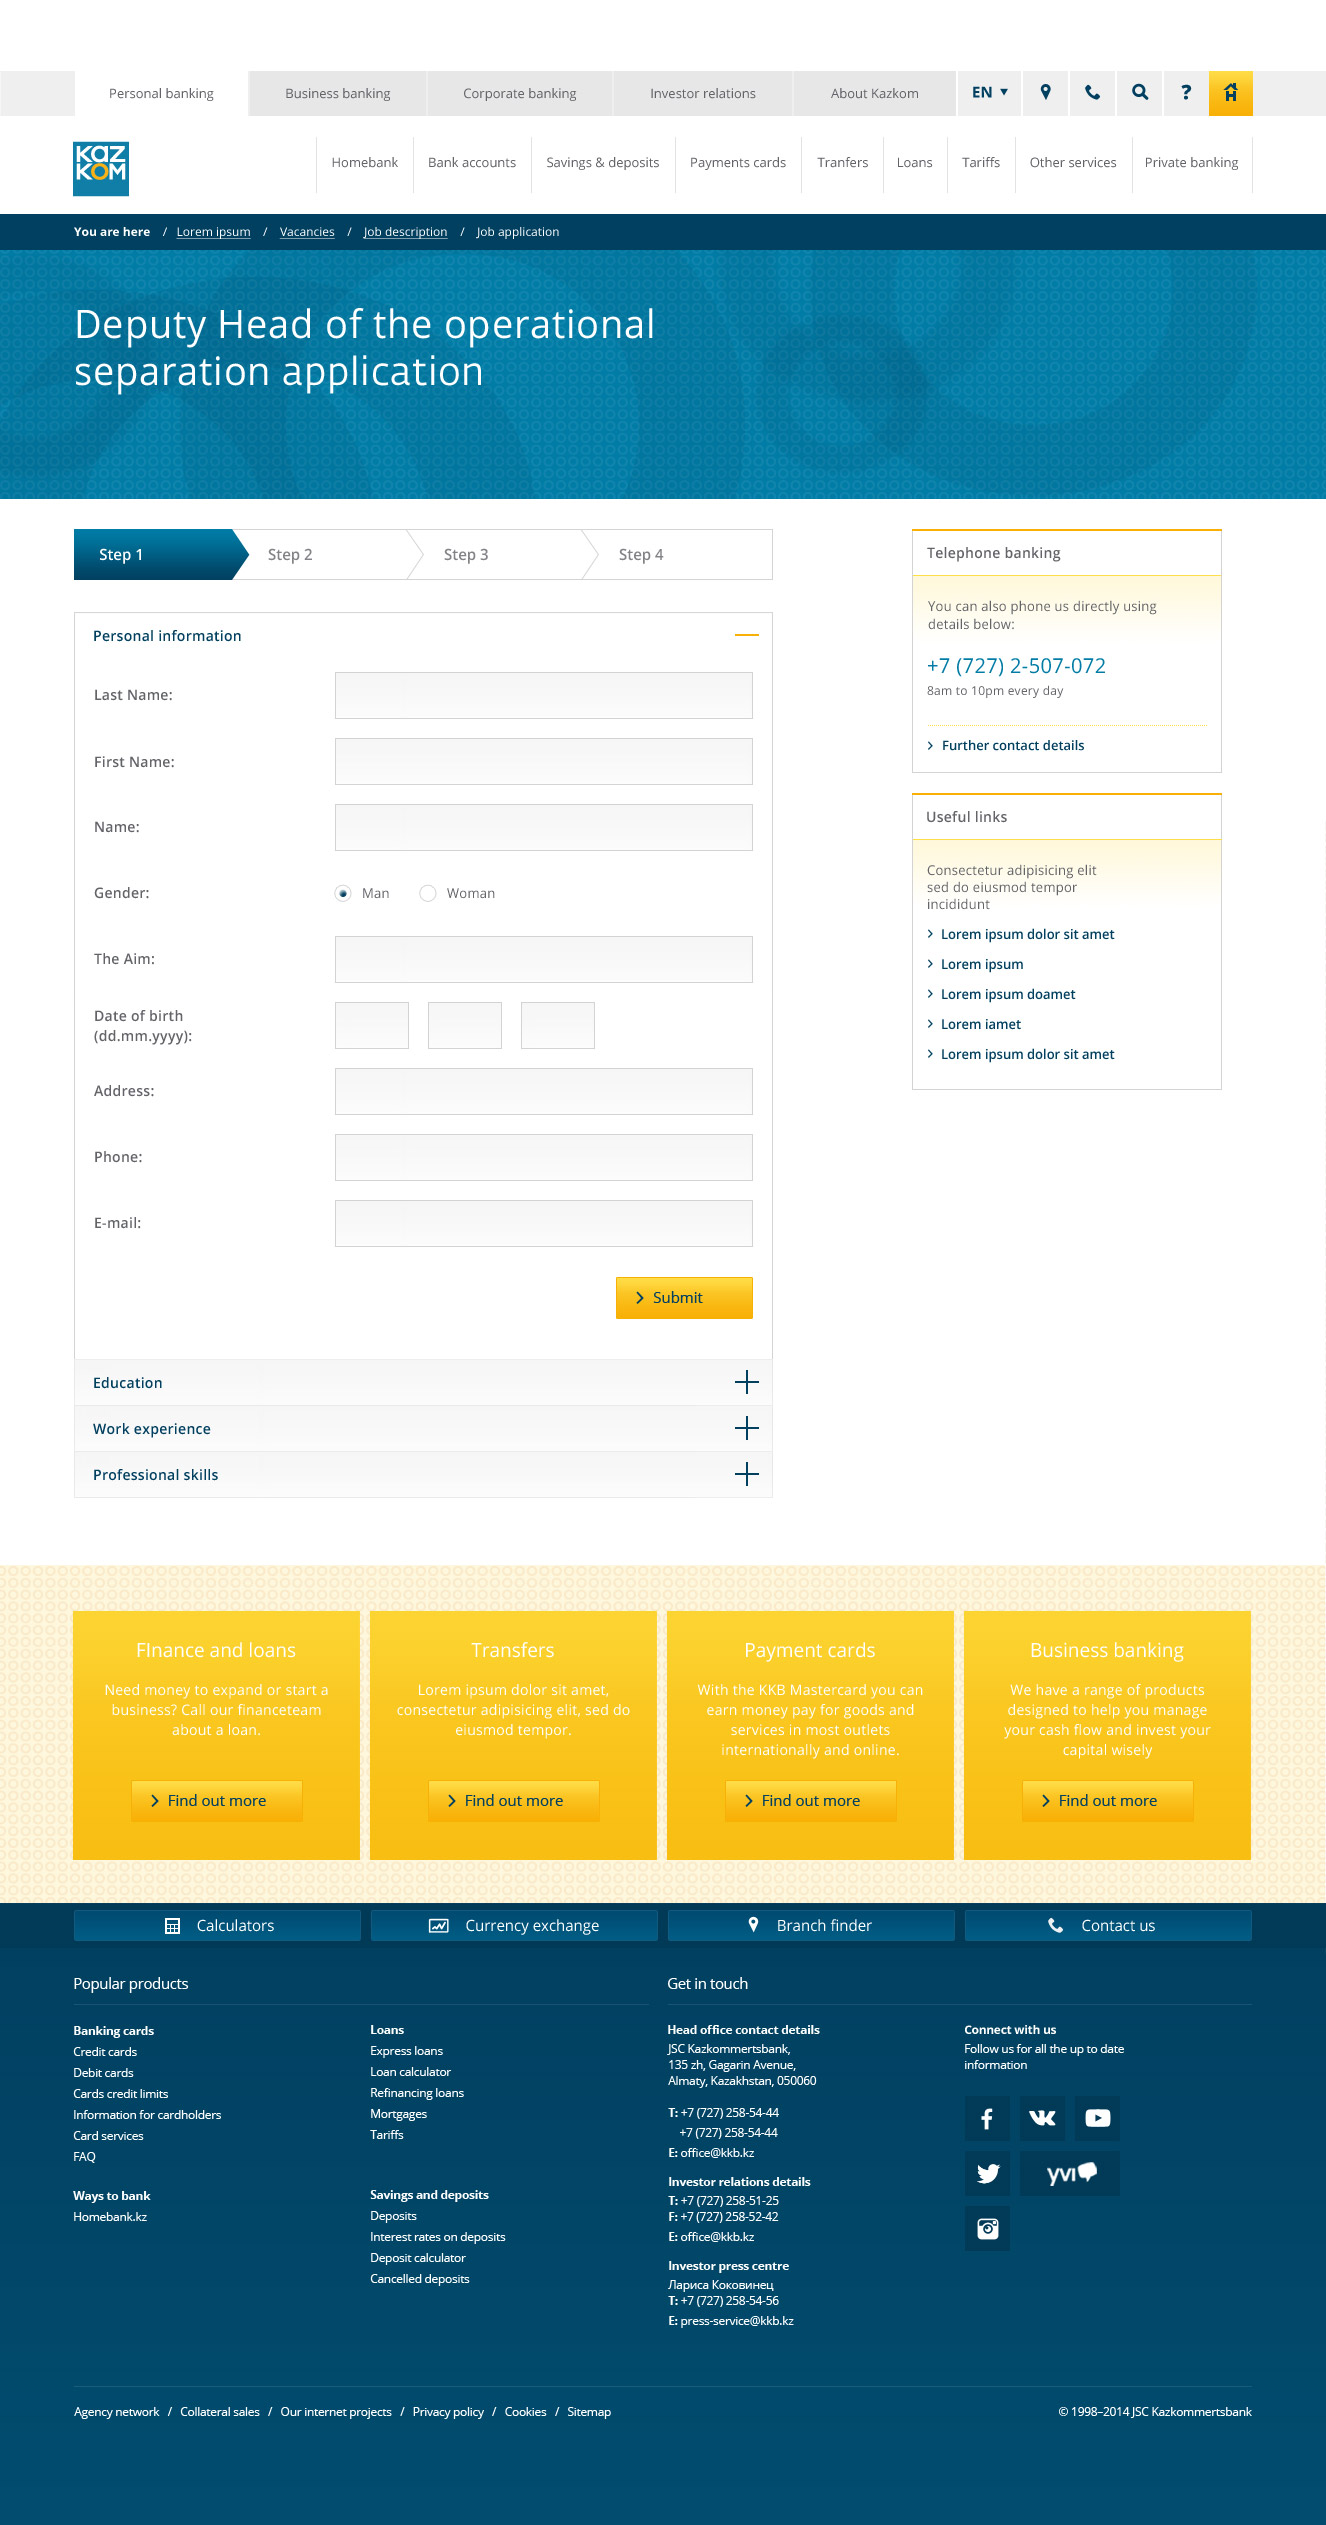 Personal banking Business banking Corporate banking Investor relations About Kazkom EN ?
KAZ
KOM
Homebank Bank accounts Savings & deposits Payments cards Tranfers Loans Tariffs Other services Private banking
You are here / Lorem ipsum / Vacancies / Job description / Job application
Deputy Head of the operational
separation application
Step 1 Step 2 Step 3 Step 4
Personal information
Last Name:
First Name:
Name:
Gender: Man Woman
The Aim:
Date of birth
(dd.mm.yyyy):
Address:
Phone:
E-mail:
Submit
Education
Work experience
Professional skills
Telephone banking
You can also phone us directly using
details below:
+7 (727) 2-507-072
8am to 10pm every day
Further contact details
Useful links
Consectetur adipisicing elit
sed do eiusmod tempor
incididunt
Lorem ipsum dolor sit amet
Lorem ipsum
Lorem ipsum doamet
Lorem iamet
Lorem ipsum dolor sit amet
FInance and loans
Need money to expand or start a
business? Call our financeteam
about a loan.
Find out more
Transfers
Lorem ipsum dolor sit amet,
consectetur adipisicing elit, sed do
eiusmod tempor.
Find out more
Payment cards
With the KKB Mastercard you can
earn money pay for goods and
services in most outlets
internationally and online.
Find out more
Business banking
We have a range of products
designed to help you manage
your cash flow and invest your
capital wisely
Find out more
Calculators Currency exchange Branch finder Contact us
Popular products
Banking cards
Credit cards
Debit cards
Cards credit limits
Information for cardholders
Card services
FAQ
Ways to bank
Homebank.kz
Loans
Express loans
Loan calculator
Refinancing loans
Mortgages
Tariffs
Savings and deposits
Deposits
Interest rates on deposits
Deposit calculator
Cancelled deposits
Get in touch
Head office contact details
JSC Kazkommertsbank,
135 zh, Gagarin Avenue,
Almaty, Kazakhstan, 050060
T: +7 (727) 258-54-44
+7 (727) 258-54-44
E: office@kkb.kz
Investor relations details
T: +7 (727) 258-51-25
F: +7 (727) 258-52-42
E: office@kkb.kz
Investor press centre
Лариса Коковинец
T: +7 (727) 258-54-56
E: press-service@kkb.kz
Connect with us
Follow us for all the up to date
information
yvi
Agency network / Collateral sales / Our internet projects / Privacy policy / Cookies / Sitemap
© 1998–2014 JSC Kazkommertsbank